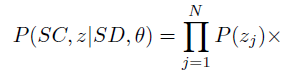 P(SC, z|SD, θ) = ∏_{j=1}^{N} P(z_j)×